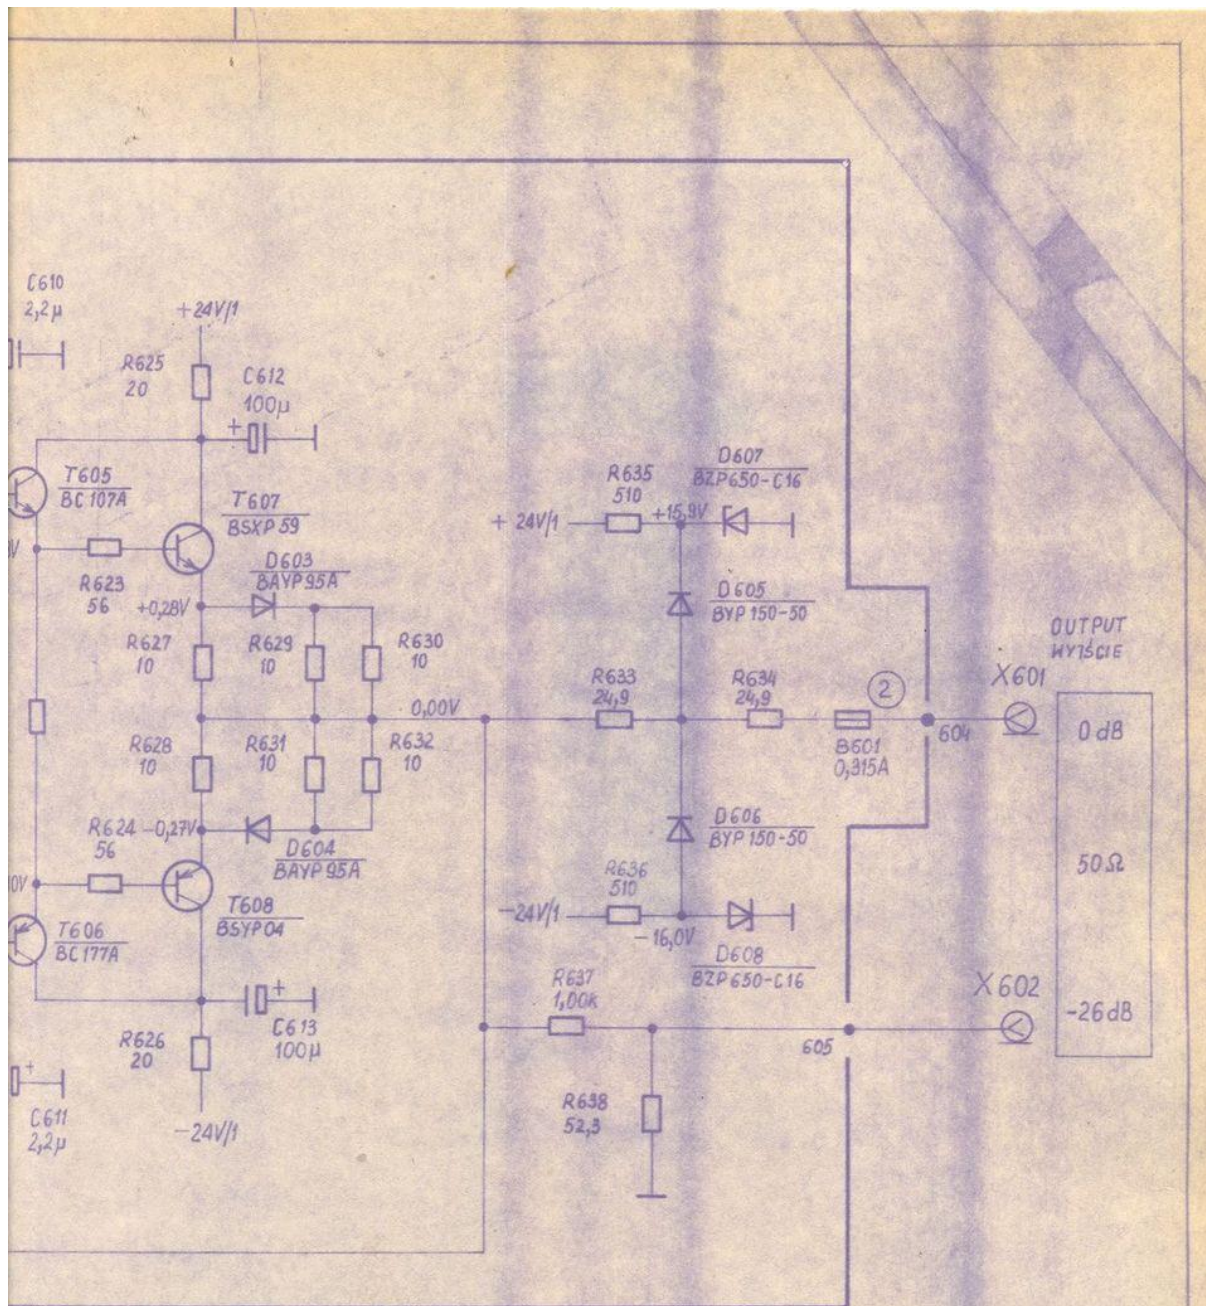 C610
2,2µ
+24V/1
R625
20
C612
100µ
+
T605
BC107A
T607
BSXP59
R623
56
D603
BAYP95A
+0,28V
R627
10
R629
10
R630
10
0,00V
R628
10
R631
10
R632
10
R624
56
-0,27V
D604
BAYP95A
T606
BC177A
T608
BSYP04
+
C613
100µ
R626
20
+
C611
2,2µ
-24V/1
R635
510
D607
BZP650-C16
+24V/1
+15,9V
D605
BYP150-50
R633
24,9
R634
24,9
2
B601
0,315A
604
OUTPUT
WYJŚCIE
X601
0dB
D606
BYP150-50
50Ω
R636
510
-24V/1
-16,0V
D608
BZP650-C16
R637
1,00k
X602
-26dB
605
R638
52,3